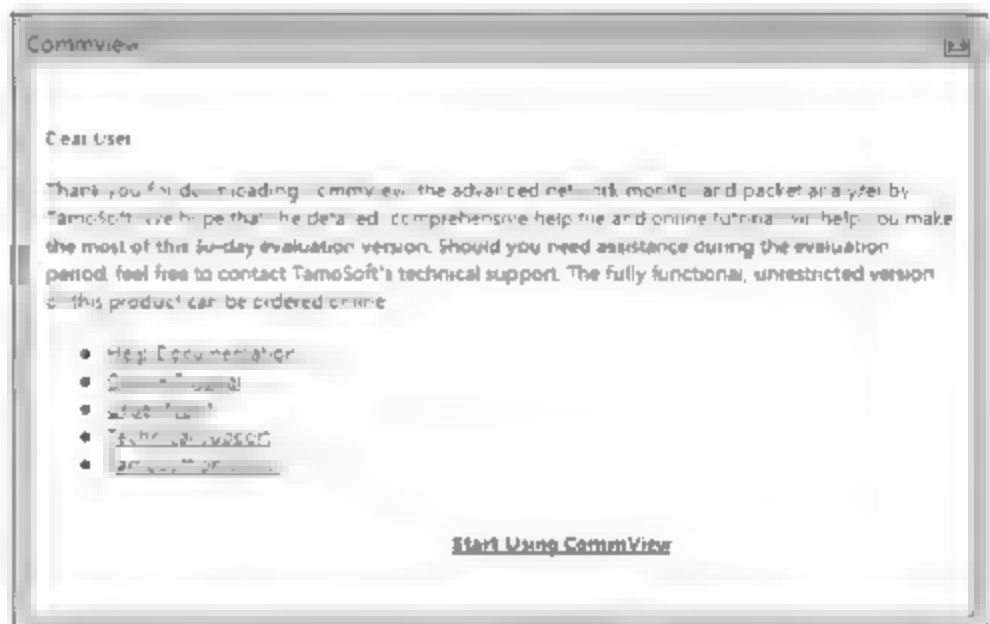 CommView
Dear User
Thank you for downloading CommView, the advanced network monitor and packet analyzer by
TamoSoft. We hope that the detailed, comprehensive help file and online tutorial will help you make
the most of this 30-day evaluation version. Should you need assistance during the evaluation
period, feel free to contact TamoSoft's technical support. The fully functional, unrestricted version
of this product can be ordered online
Help Documentation
Technical Support
Start Using CommView